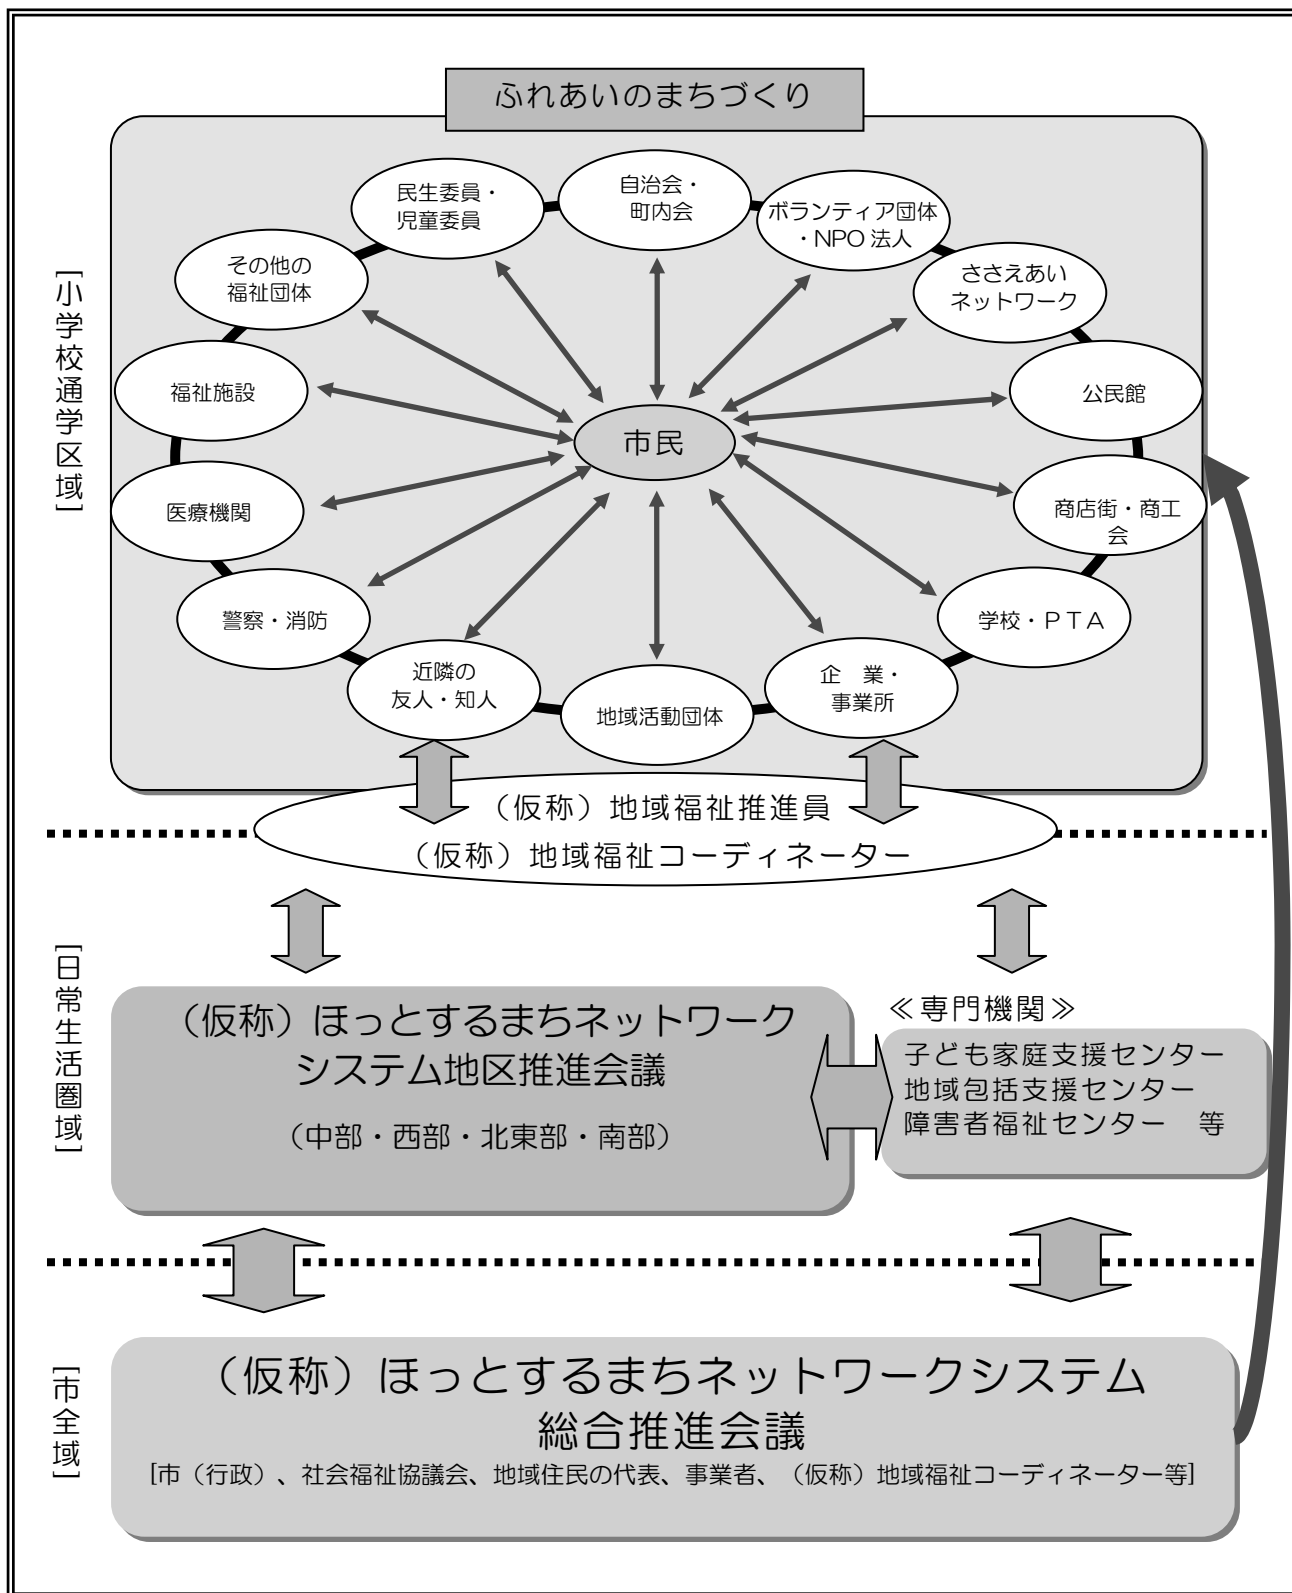 ふれあいのまちづくり
[小学校通学区域]
民生委員・
児童委員
自治会・
町内会
ボランティア団体
・NPO 法人
その他の
福祉団体
ささえあい
ネットワーク
福祉施設
公民館
市民
医療機関
商店街・商工
会
警察・消防
学校・ＰＴＡ
近隣の
友人・知人
地域活動団体
企　業・
事業所
（仮称）地域福祉推進員
（仮称）地域福祉コーディネーター
[日常生活圏域]
（仮称）ほっとするまちネットワーク
システム地区推進会議
（中部・西部・北東部・南部）
≪専門機関≫
子ども家庭支援センター
地域包括支援センター
障害者福祉センター　等
[市全域]
（仮称）ほっとするまちネットワークシステム
総合推進会議
[市（行政）、社会福祉協議会、地域住民の代表、事業者、（仮称）地域福祉コーディネーター等]